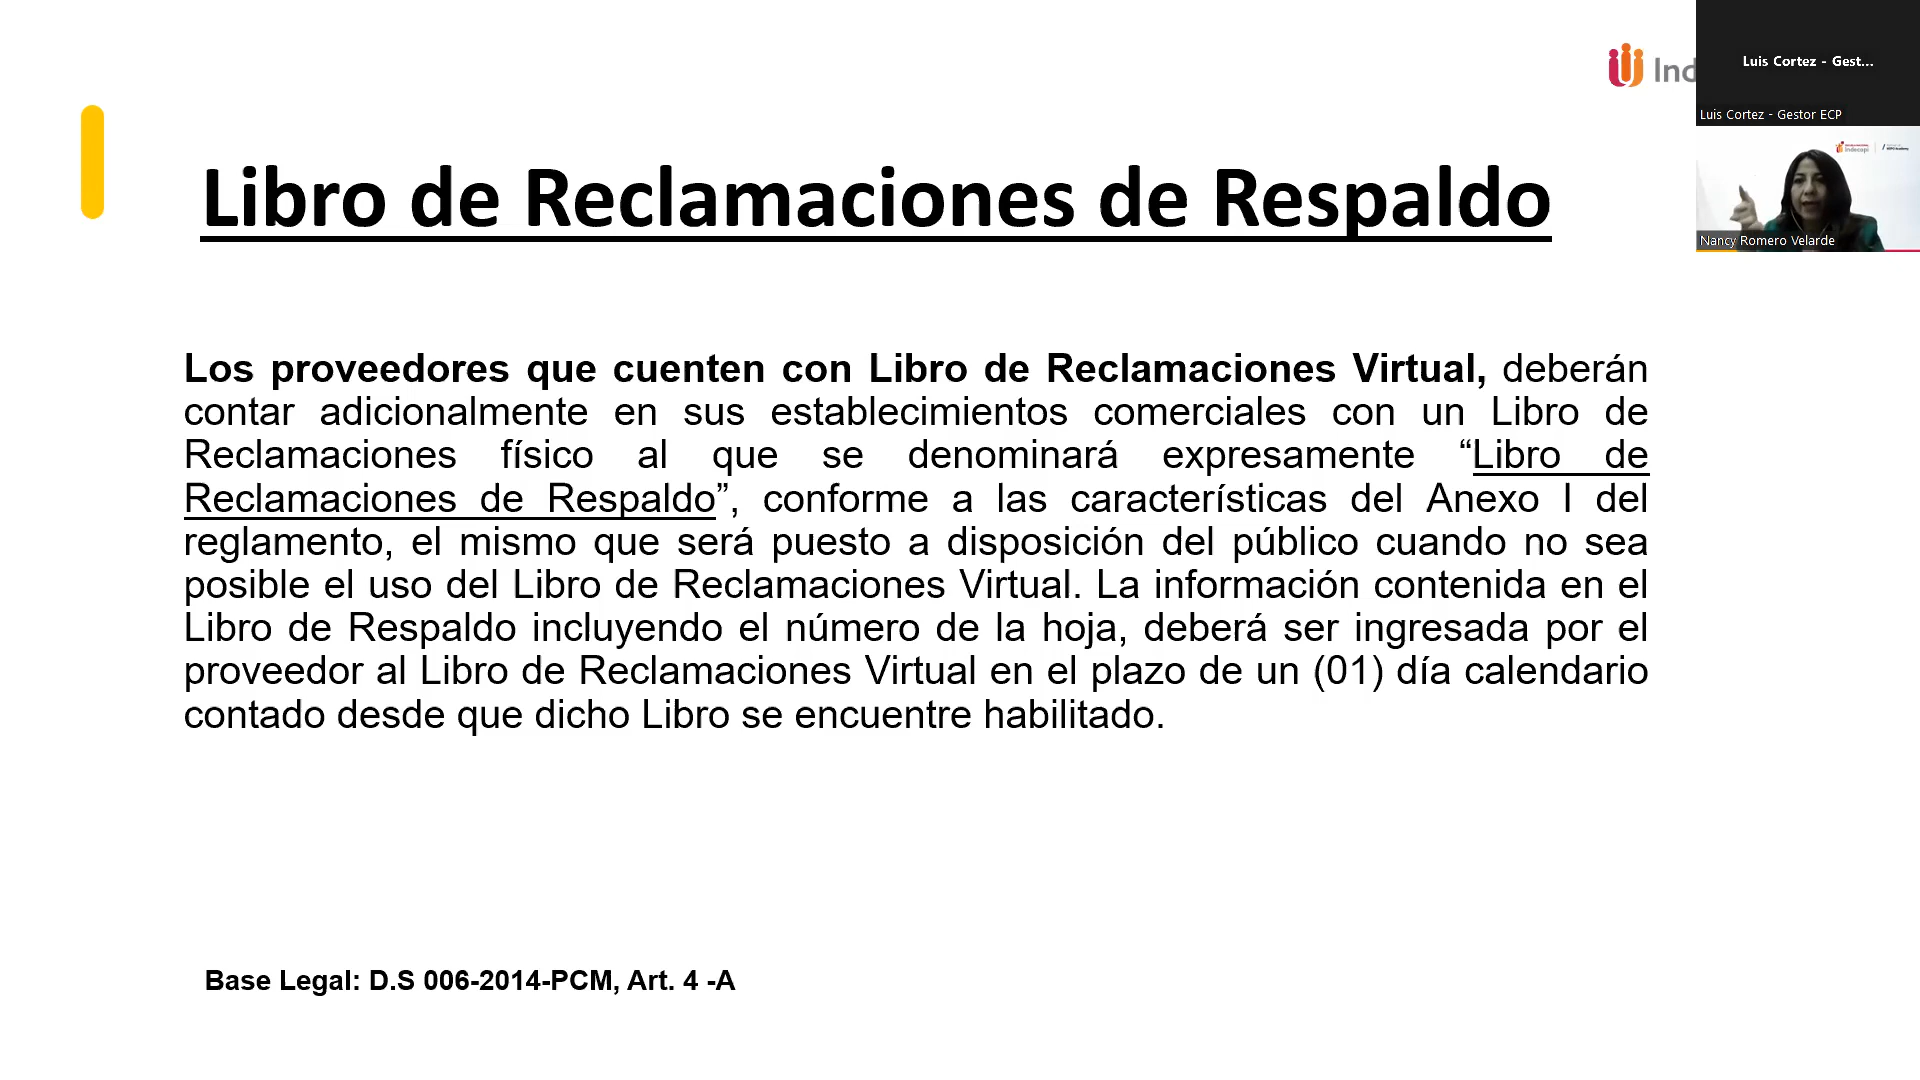 Ind
Luis Cortez - Gest...
Luis Cortez - Gestor ECP
Nancy Romero Velarde
Libro de Reclamaciones de Respaldo
Los proveedores que cuenten con Libro de Reclamaciones Virtual, deberán
contar adicionalmente en sus establecimientos comerciales con un Libro de
Reclamaciones físico al que se denominará expresamente “Libro de
Reclamaciones de Respaldo”, conforme a las características del Anexo I del
reglamento, el mismo que será puesto a disposición del público cuando no sea
posible el uso del Libro de Reclamaciones Virtual. La información contenida en el
Libro de Respaldo incluyendo el número de la hoja, deberá ser ingresada por el
proveedor al Libro de Reclamaciones Virtual en el plazo de un (01) día calendario
contado desde que dicho Libro se encuentre habilitado.
Base Legal: D.S 006-2014-PCM, Art. 4 -A